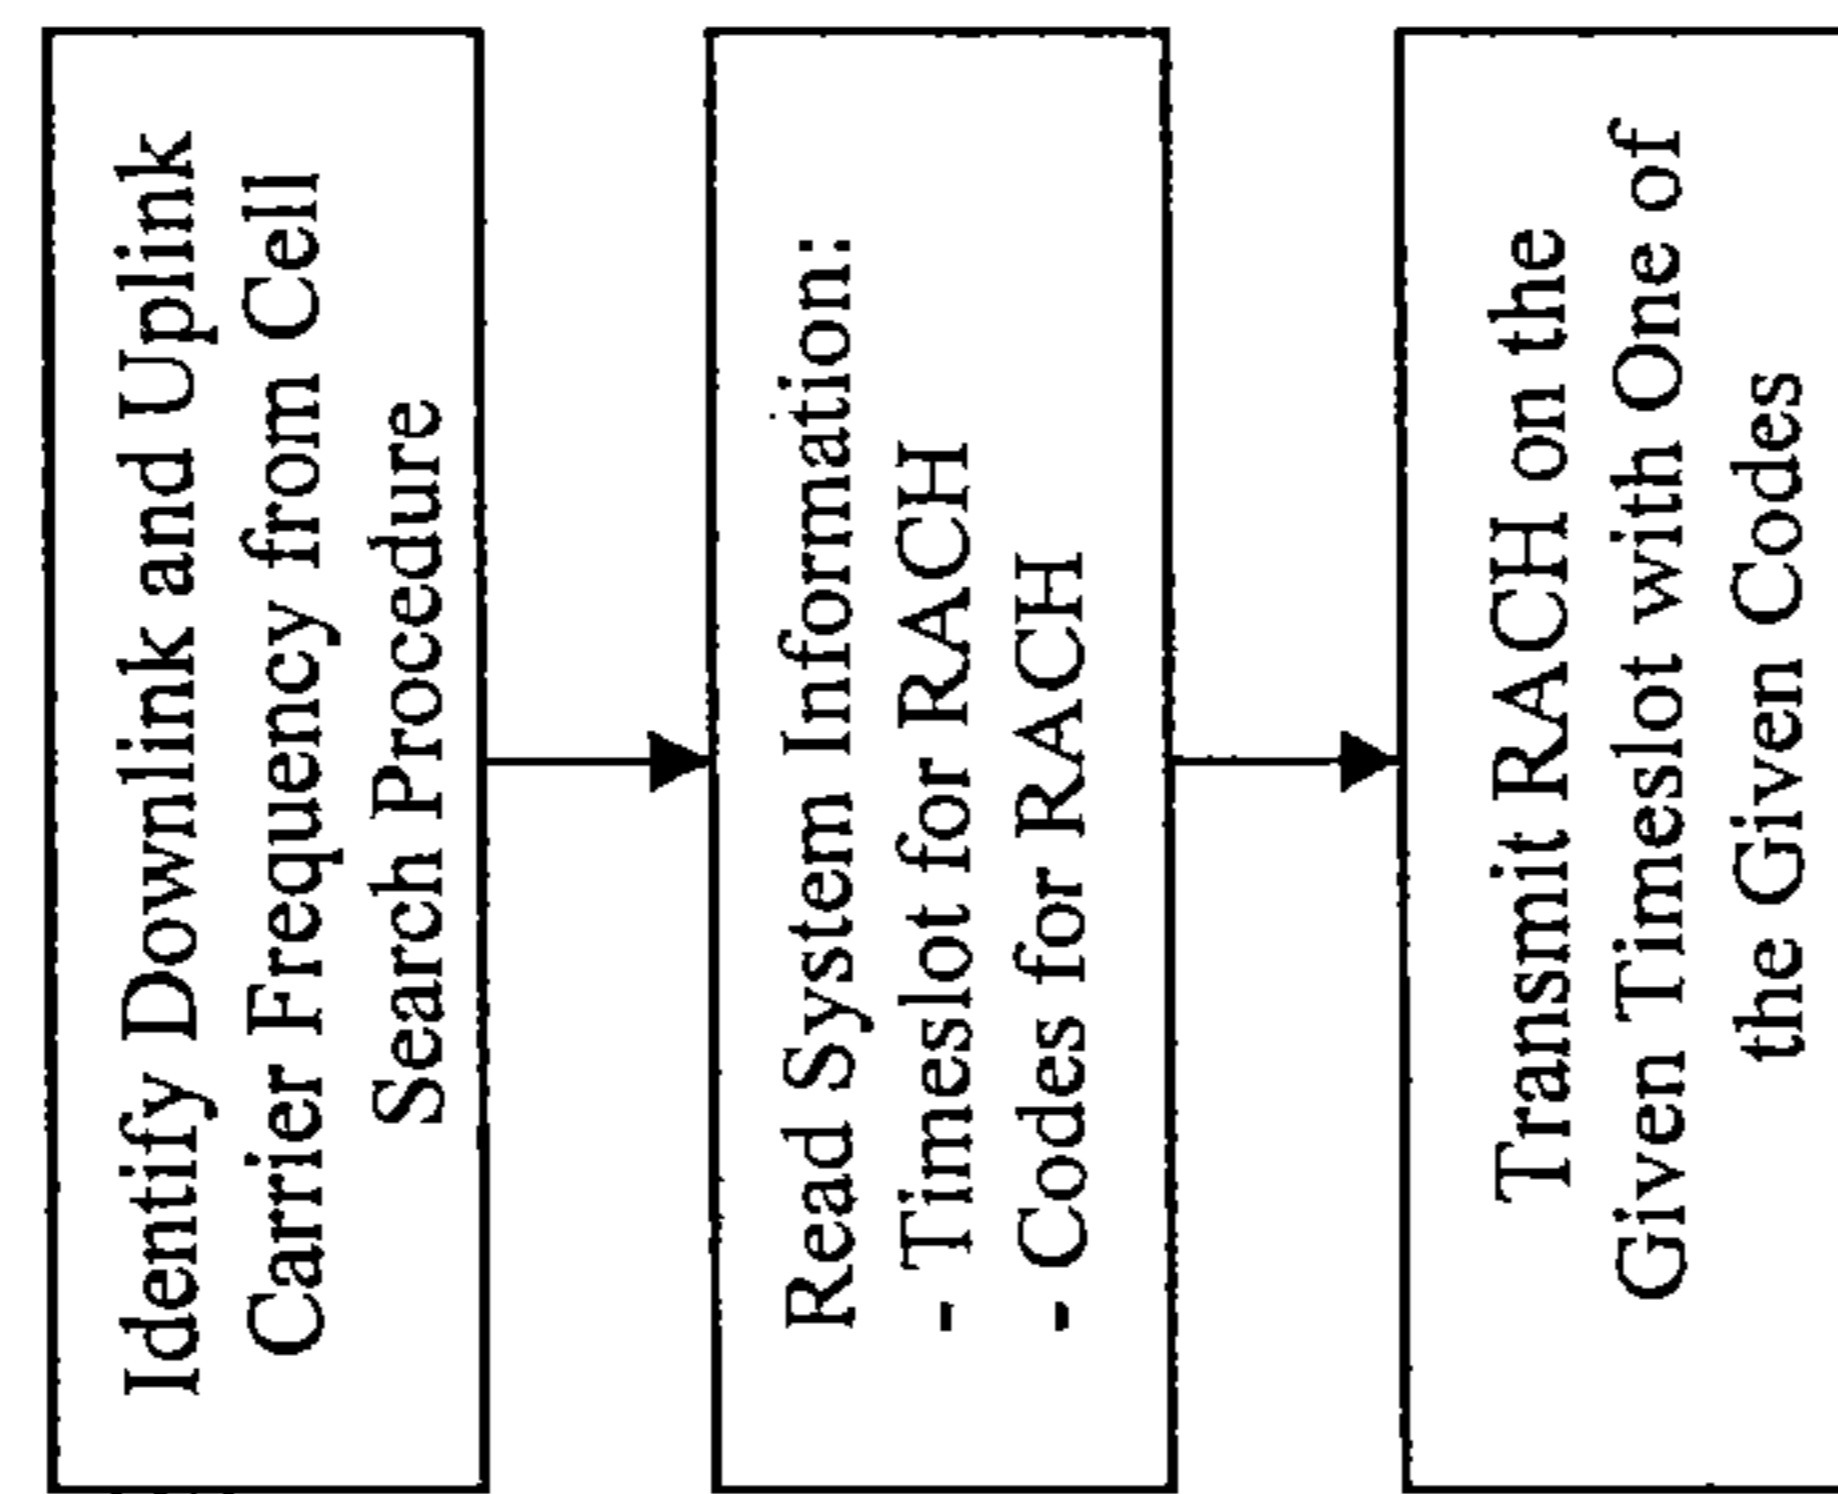 Identify Downlink and Uplink
Carrier Frequency from Cell
Search Procedure
Read System Information:
- Timeslot for RACH
- Codes for RACH
Transmit RACH on the
Given Timeslot with One of
the Given Codes